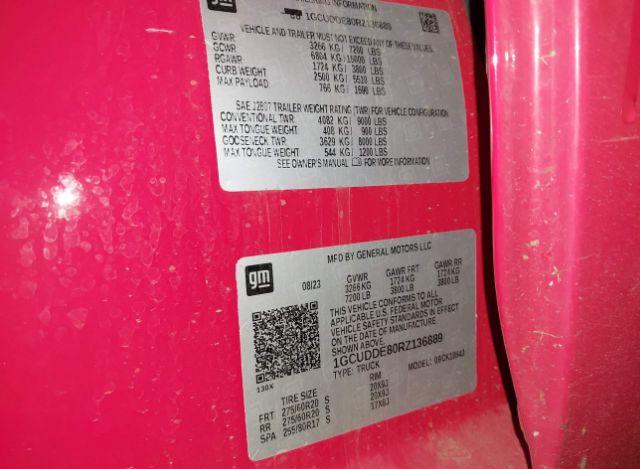 gm
INFORMATION
1GCUDDE80RZ136889
VEHICLE AND TRAILER MUST NOT EXCEED ANY OF THESE VALUES.
GVWR 3266 KG / 7200 LBS
GCWR 6804 KG / 15000 LBS
RGAWR 1724 KG / 3800 LBS
CURB WEIGHT 2500 KG / 5510 LBS
MAX PAYLOAD: 766 KG / 1690 LBS
SAE J2807 TRAILER WEIGHT RATING (TWR) FOR VEHICLE CONFIGURATION
CONVENTIONAL TWR: 4082 KG / 9000 LBS
MAX TONGUE WEIGHT: 408 KG / 900 LBS
GOOSENECK TWR: 3629 KG / 8000 LBS
MAX TONGUE WEIGHT: 544 KG / 1200 LBS
SEE OWNER'S MANUAL FOR MORE INFORMATION
MFD BY GENERAL MOTORS LLC
gm 08/23 GVWR GAWR FRT GAWR RR
3266 KG 1724 KG 1724 KG
7200 LB 3800 LB 3800 LB
THIS VEHICLE CONFORMS TO ALL
APPLICABLE U.S. FEDERAL MOTOR
VEHICLE SAFETY STANDARDS IN EFFECT
ON THE DATE OF MANUFACTURE
SHOWN ABOVE.
1GCUDDE80RZ136889
TYPE: TRUCK MODEL:
130X
TIRE SIZE RIM
FRT 275/60R20 S 20X9J
RR 275/60R20 S 20X9J
SPA 255/80R17 S 17X8J